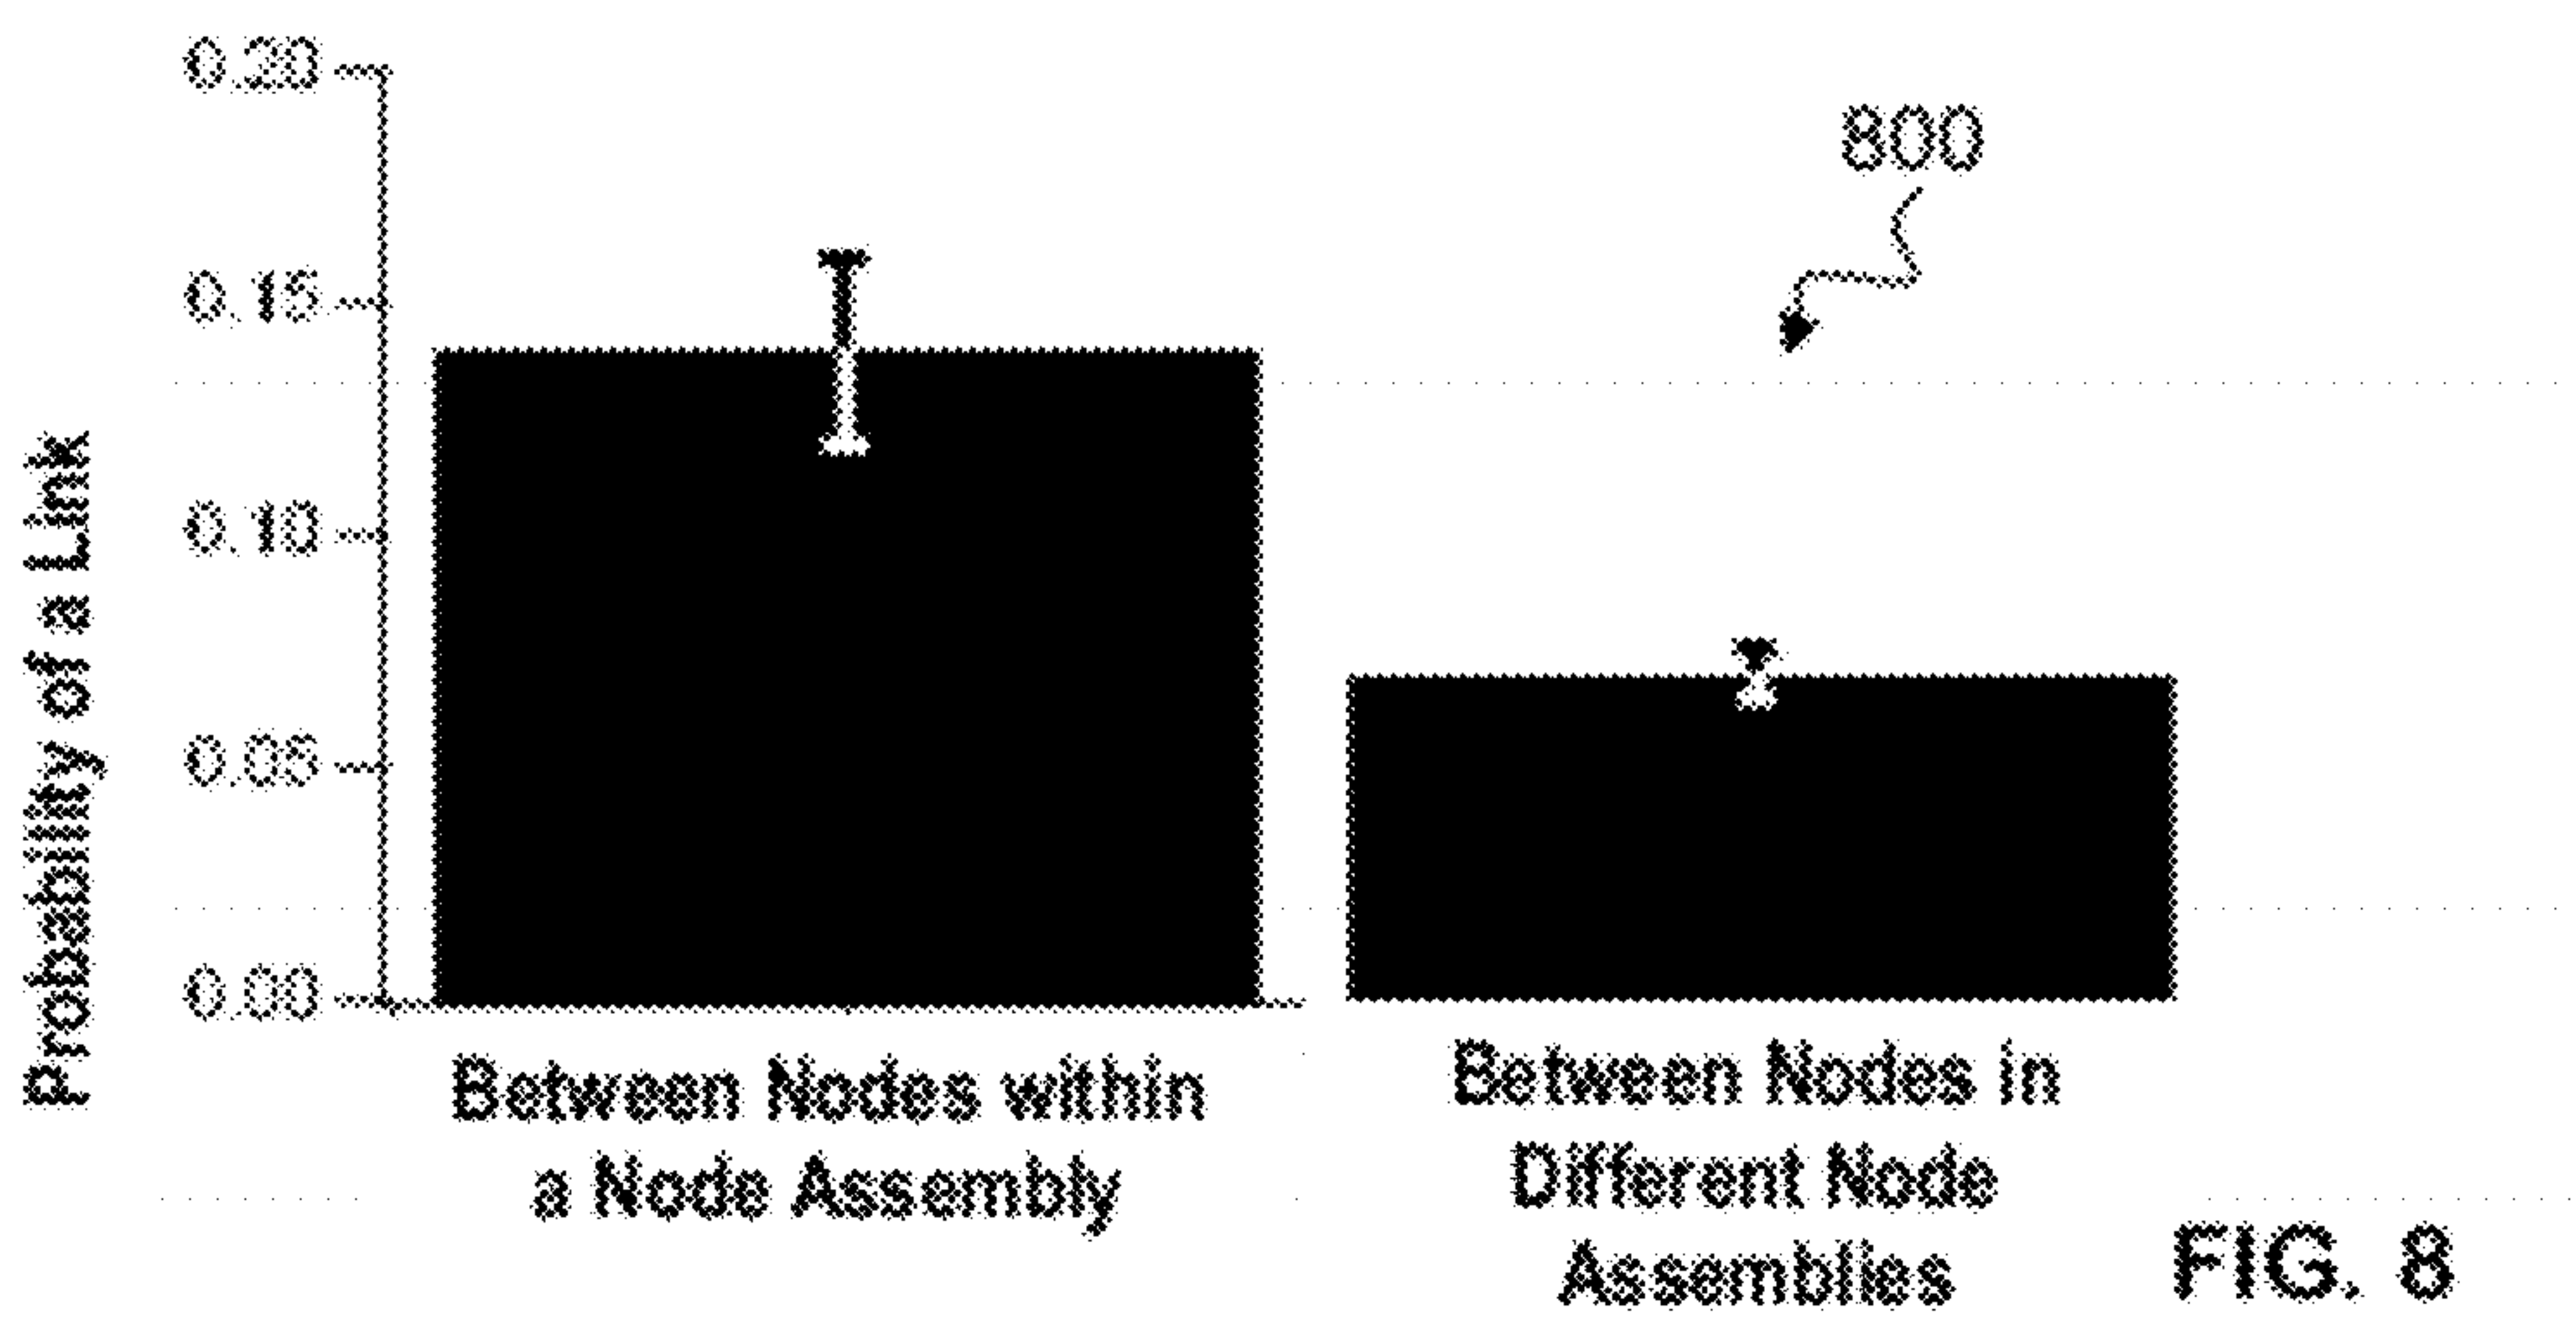 Probability of a Link
0.20
0.15
0.10
0.05
0.00
800
Between Nodes within
a Node Assembly
Between Nodes in
Different Node
Assemblies
FIG. 8